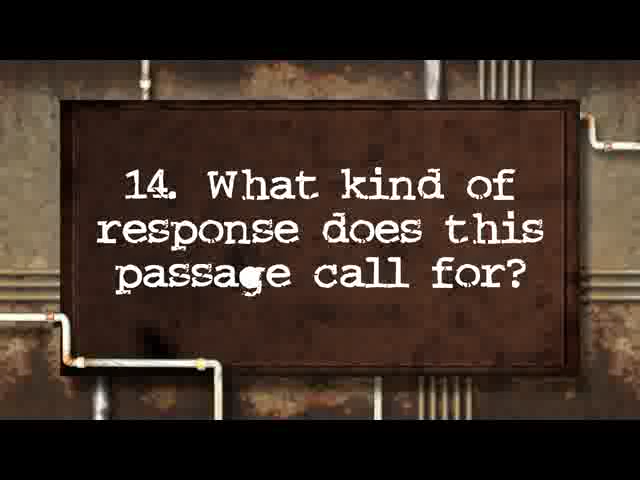 14. What kind of
response does this
passage call for?